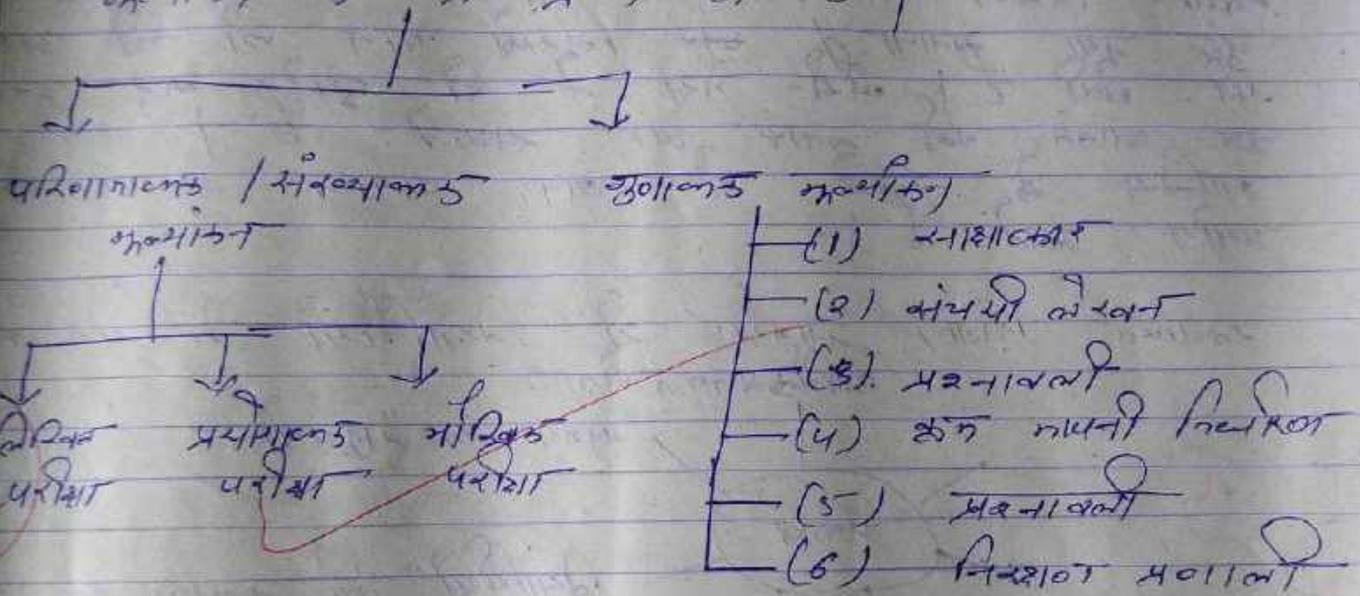 परिणामात्मक / संख्यात्मक
मूल्यांकन
लिखित परीक्षा
प्रयोगात्मक परीक्षा
मौखिक परीक्षा
गुणात्मक मूल्यांकन
(1) साक्षात्कार
(2) संचयी लेखन
(3). प्रश्नावली
(4) क्रम मापनी निर्धारण
(5) प्रश्नावली
(6) निरीक्षण प्रणाली